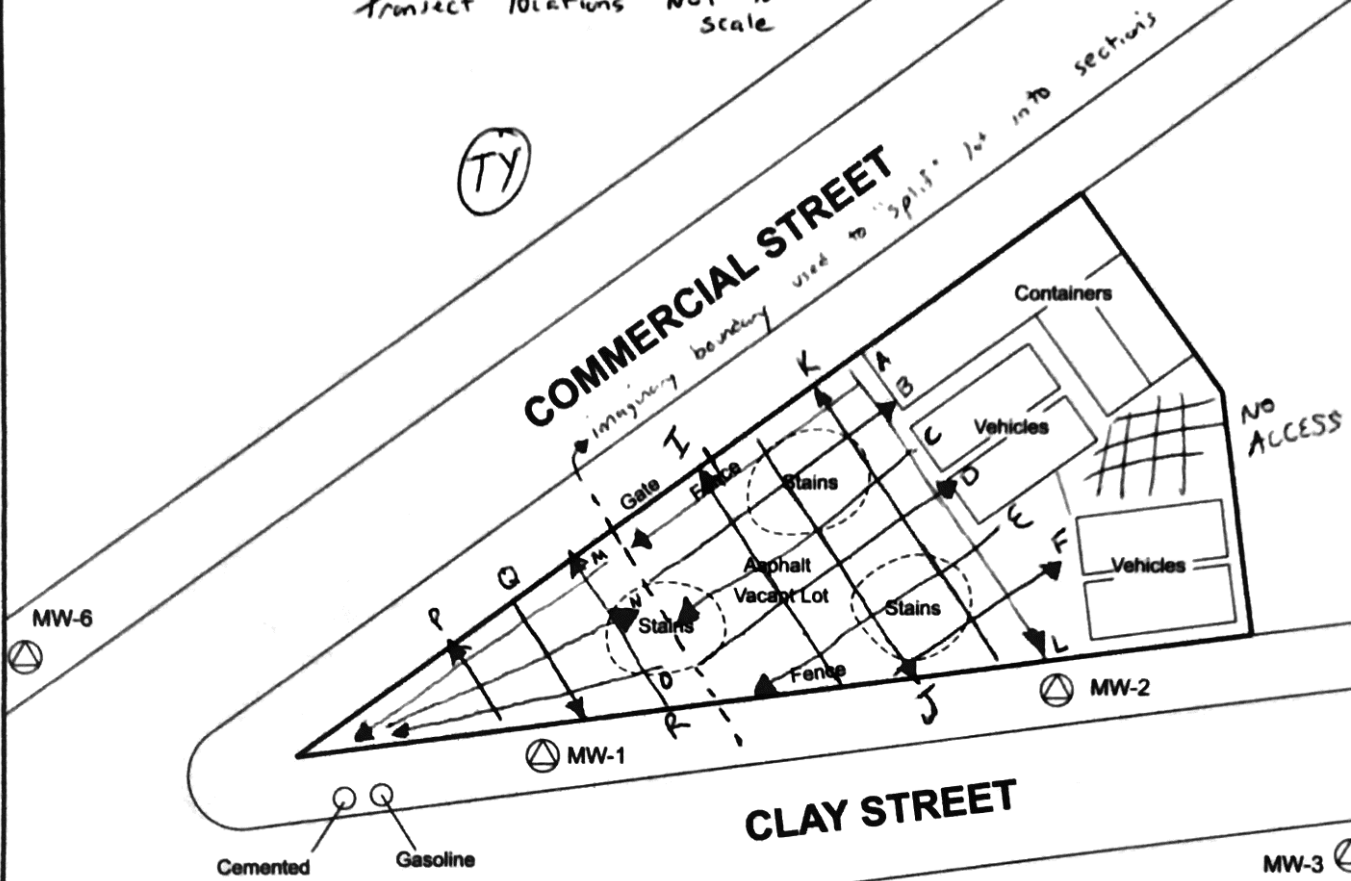 Transect locations Not to
scale
TY
COMMERCIAL STREET
imaginary boundary used to "split" lot into sections
Containers
Vehicles
NO
ACCESS
K
A
B
C
D
E
F
I
Gate
Fence
Stains
Asphalt
Vacant Lot
Stains
Stains
Vehicles
M
N
O
Q
P
R
J
L
Fence
MW-6
MW-2
MW-1
CLAY STREET
Cemented
Gasoline
MW-3